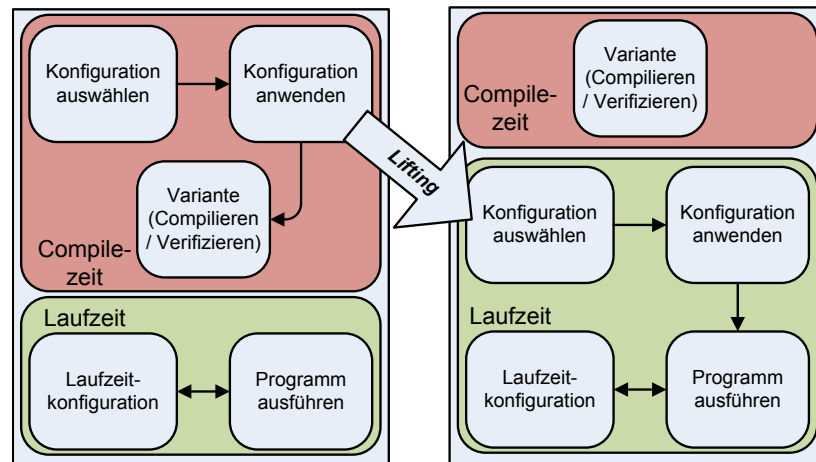 Konfiguration
auswählen
Konfiguration
anwenden
Variante
(Compilieren
/ Verifizieren)
Compile-
zeit
Laufzeit
Laufzeit-
konfiguration
Programm
ausführen
Lifting
Variante
(Compilieren
/ Verifizieren)
Compile-
zeit
Konfiguration
auswählen
Konfiguration
anwenden
Laufzeit
Laufzeit-
konfiguration
Programm
ausführen